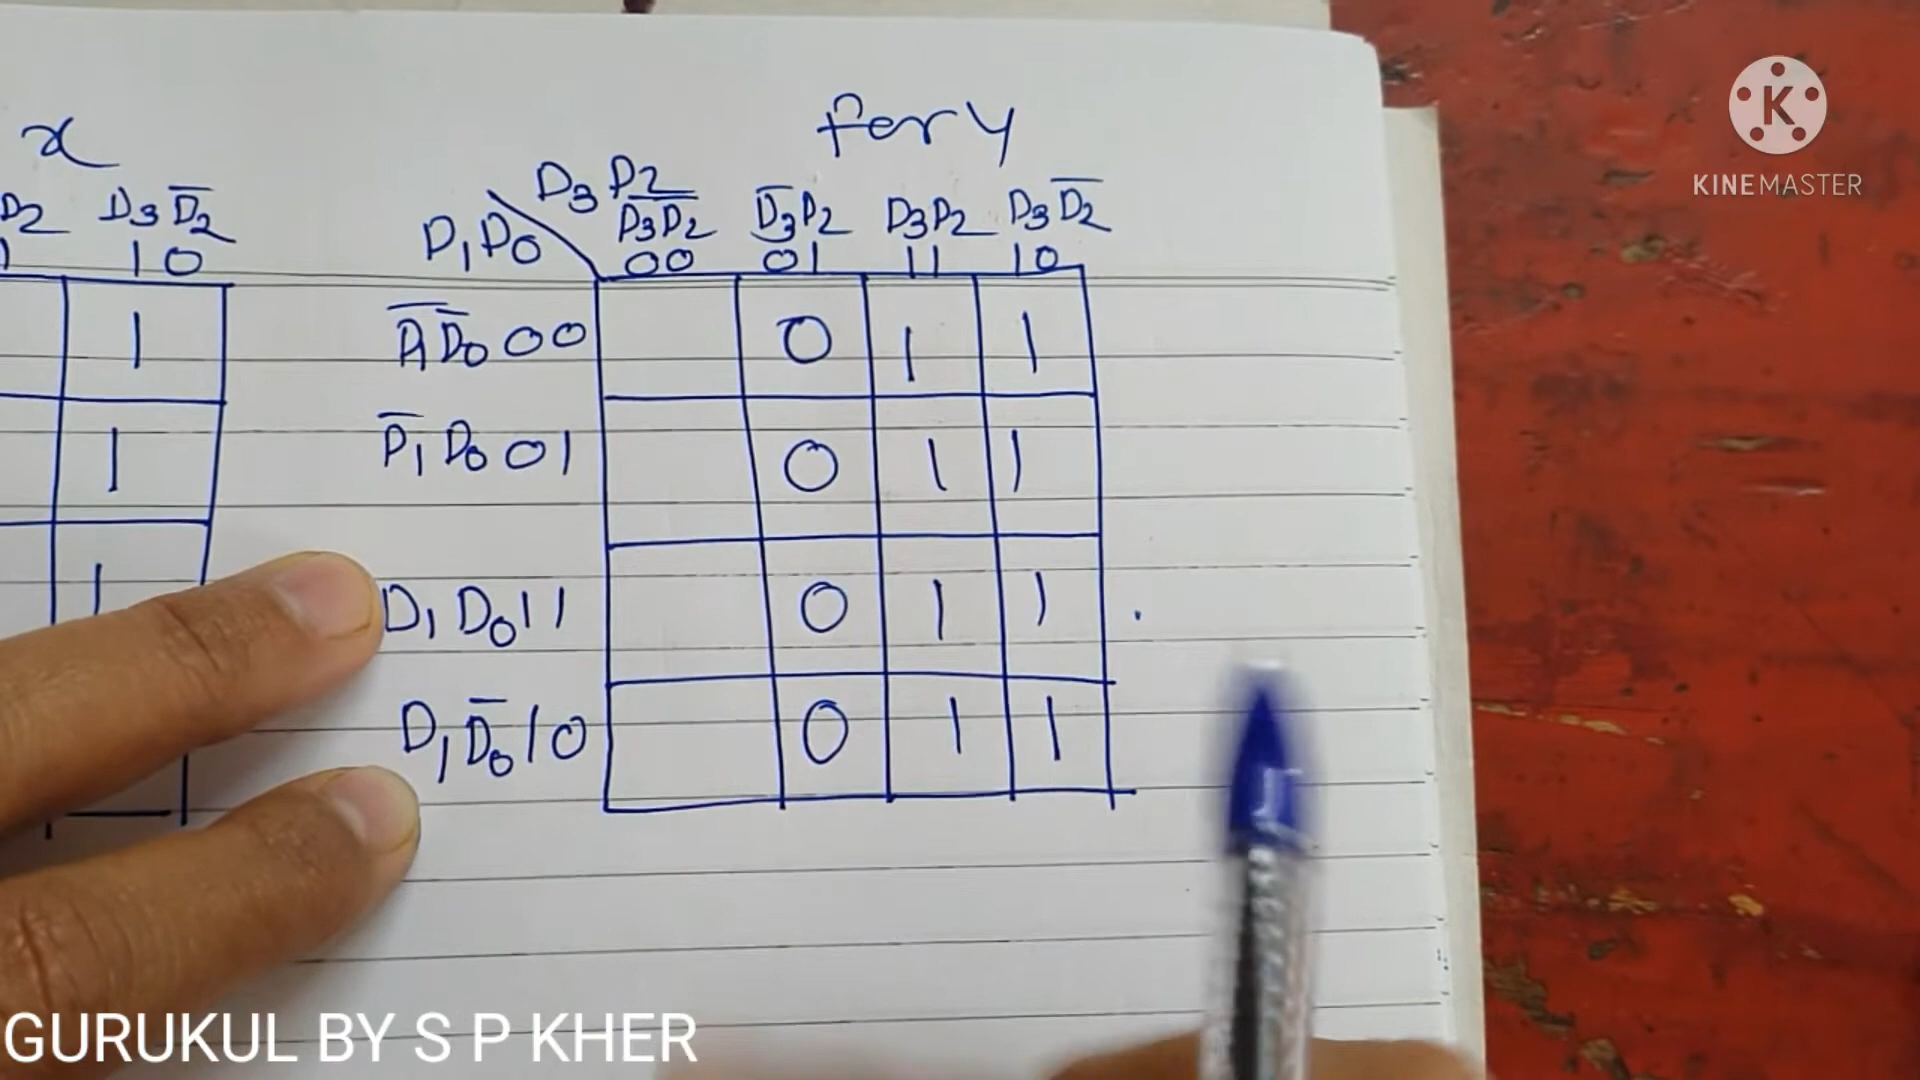 x
D2 D3 D̅2
1 10
1
1
1
for y
D3 D2
D1 D0
D̅3 D̅2 D̅3 D2 D3 D2 D3 D̅2
00 01 11 10
D̅1 D̅0 00 0 1 1
D̅1 D0 01 0 1 1
D1 D0 11 0 1 1
D1 D̅0 10 0 1 1
K
KINEMASTER
GURUKUL BY S P KHER